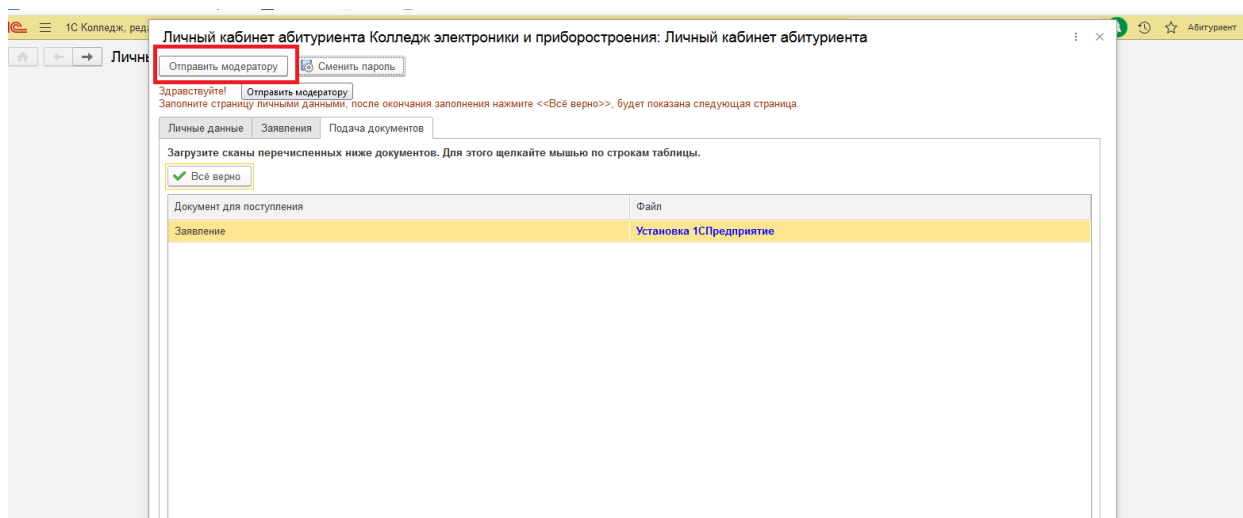 1С Колледж, ред
Абитуриент
Личн
Личный кабинет абитуриента Колледж электроники и приборостроения: Личный кабинет абитуриента
Отправить модератору
Сменить пароль
Здравствуйте!
Отправить модератору
Заполните страницу личными данными, после окончания заполнения нажмите <<Всё верно>>, будет показана следующая страница.
Личные данные Заявления Подача документов
Загрузите сканы перечисленных ниже документов. Для этого щелкайте мышью по строкам таблицы.
Всё верно
Документ для поступления Файл
Заявление Установка 1СПредприятие